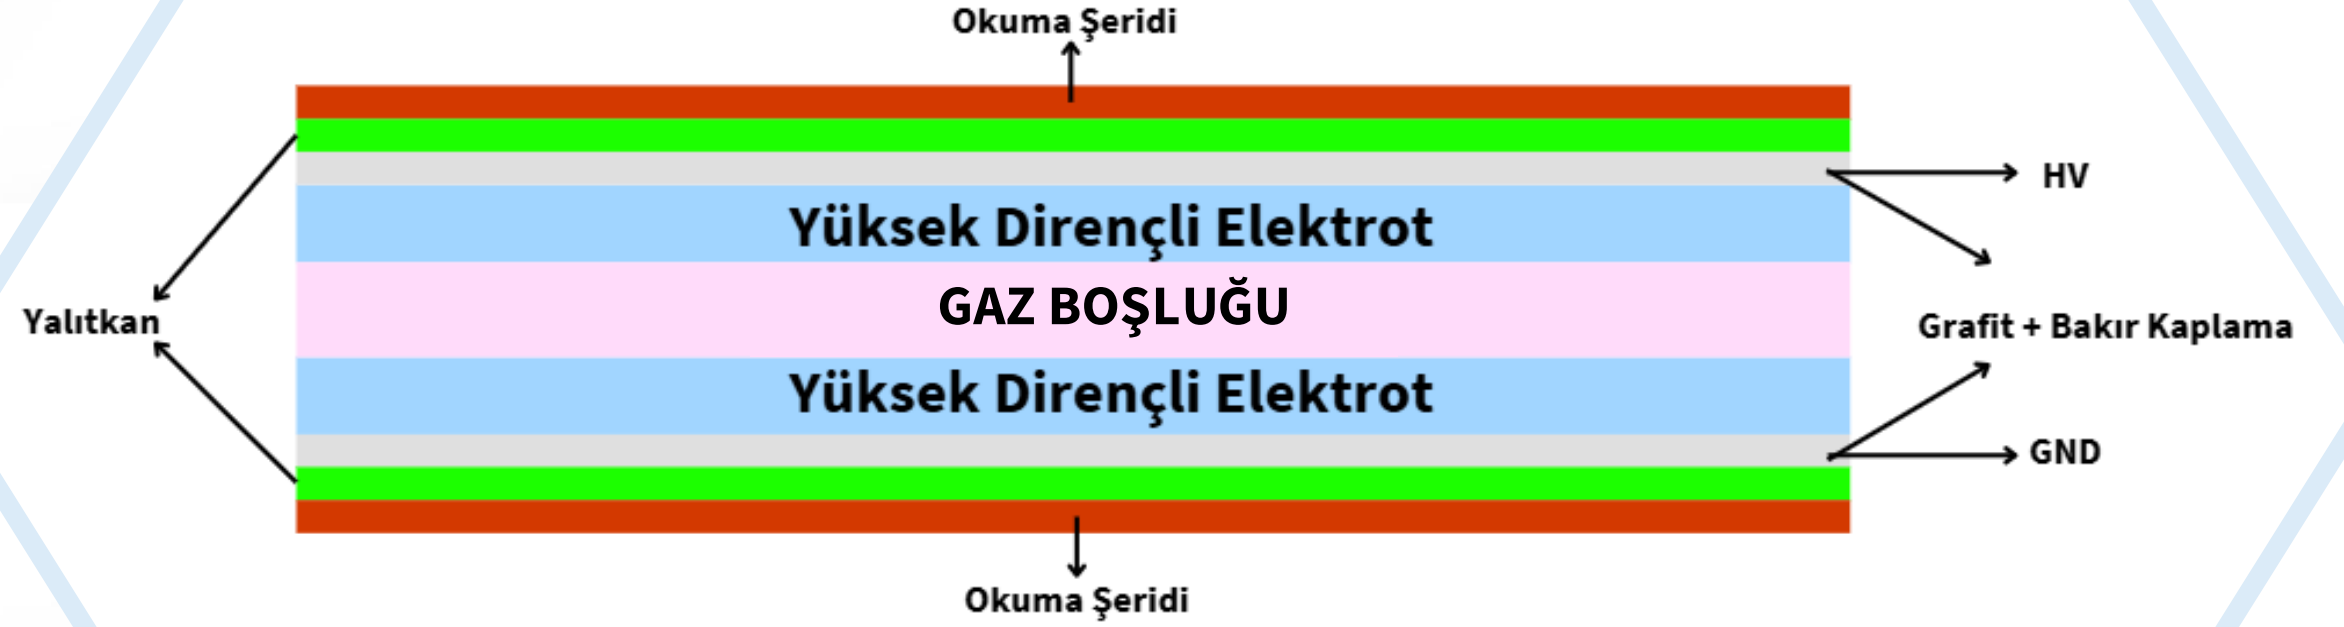 Okuma Şeridi
HV
Yüksek Dirençli Elektrot
GAZ BOŞLUĞU
Yalıtkan
Grafit + Bakır Kaplama
Yüksek Dirençli Elektrot
GND
Okuma Şeridi